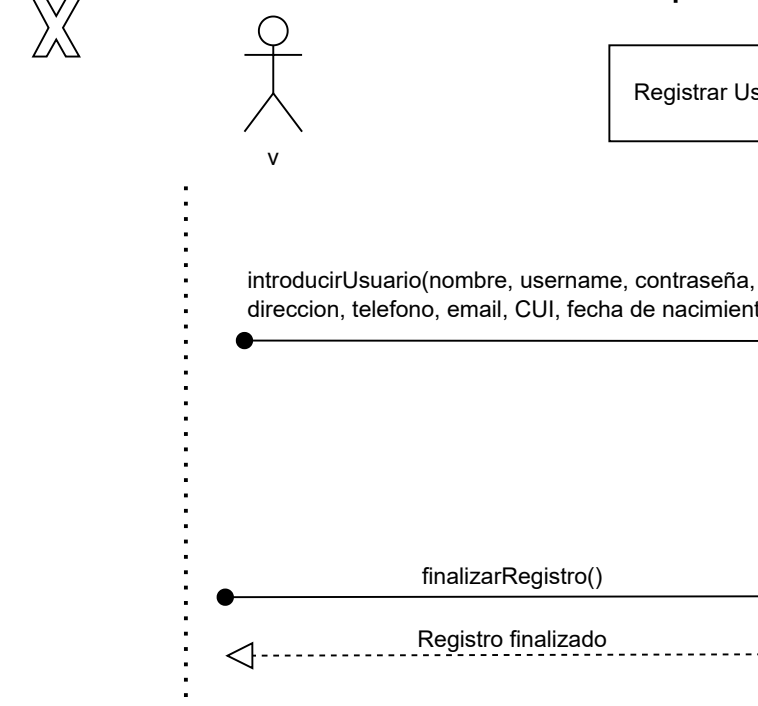 v
Registrar Us
introducirUsuario(nombre, username, contraseña,
direccion, telefono, email, CUI, fecha de nacimient
finalizarRegistro()
Registro finalizado